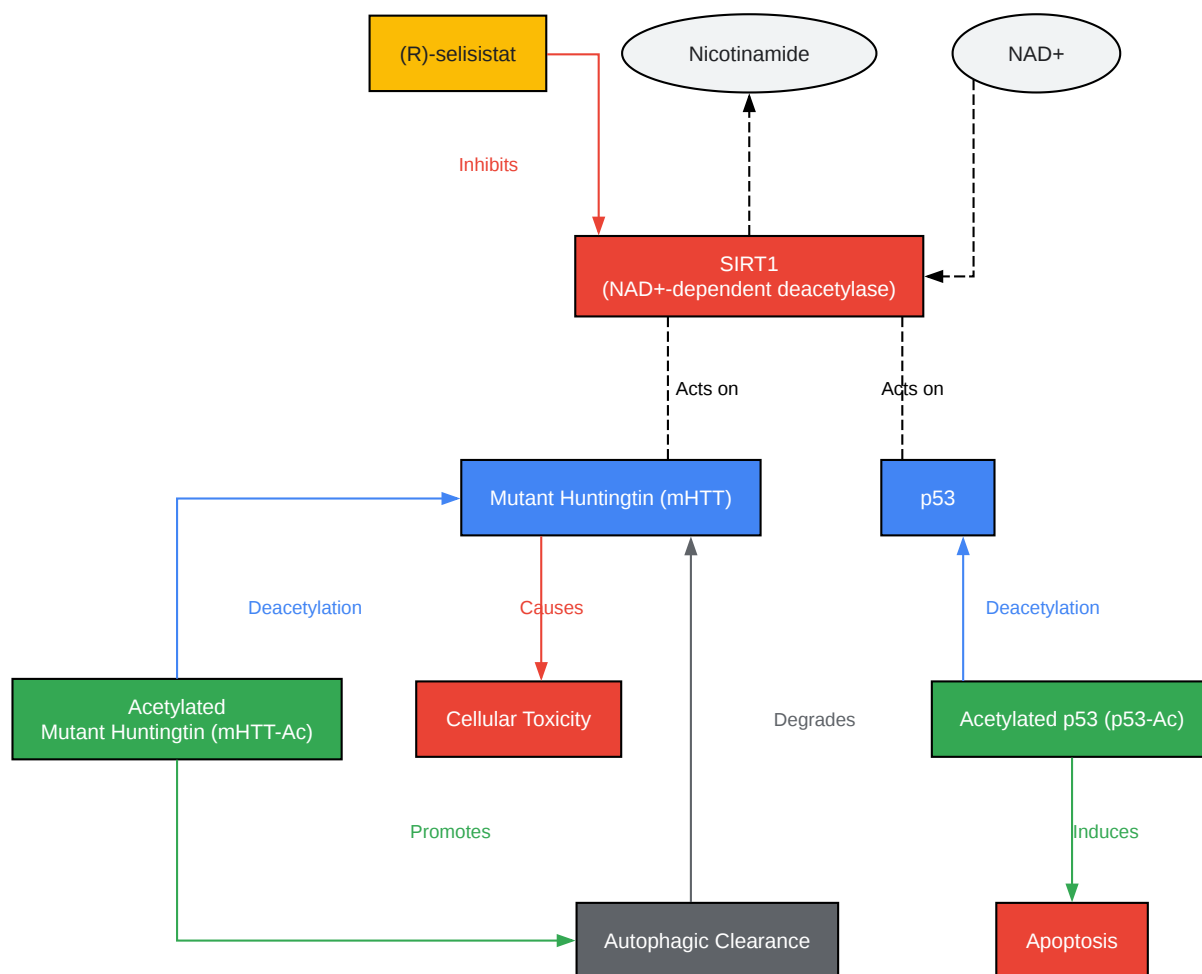 (R)-selisistat
Nicotinamide
NAD+
Inhibits
SIRT1
(NAD+-dependent deacetylase)
Acts on
Acts on
Mutant Huntingtin (mHTT)
p53
Deacetylation
Causes
Deacetylation
Acetylated
Mutant Huntingtin (mHTT-Ac)
Cellular Toxicity
Degrades
Acetylated p53 (p53-Ac)
Promotes
Induces
Autophagic Clearance
Apoptosis